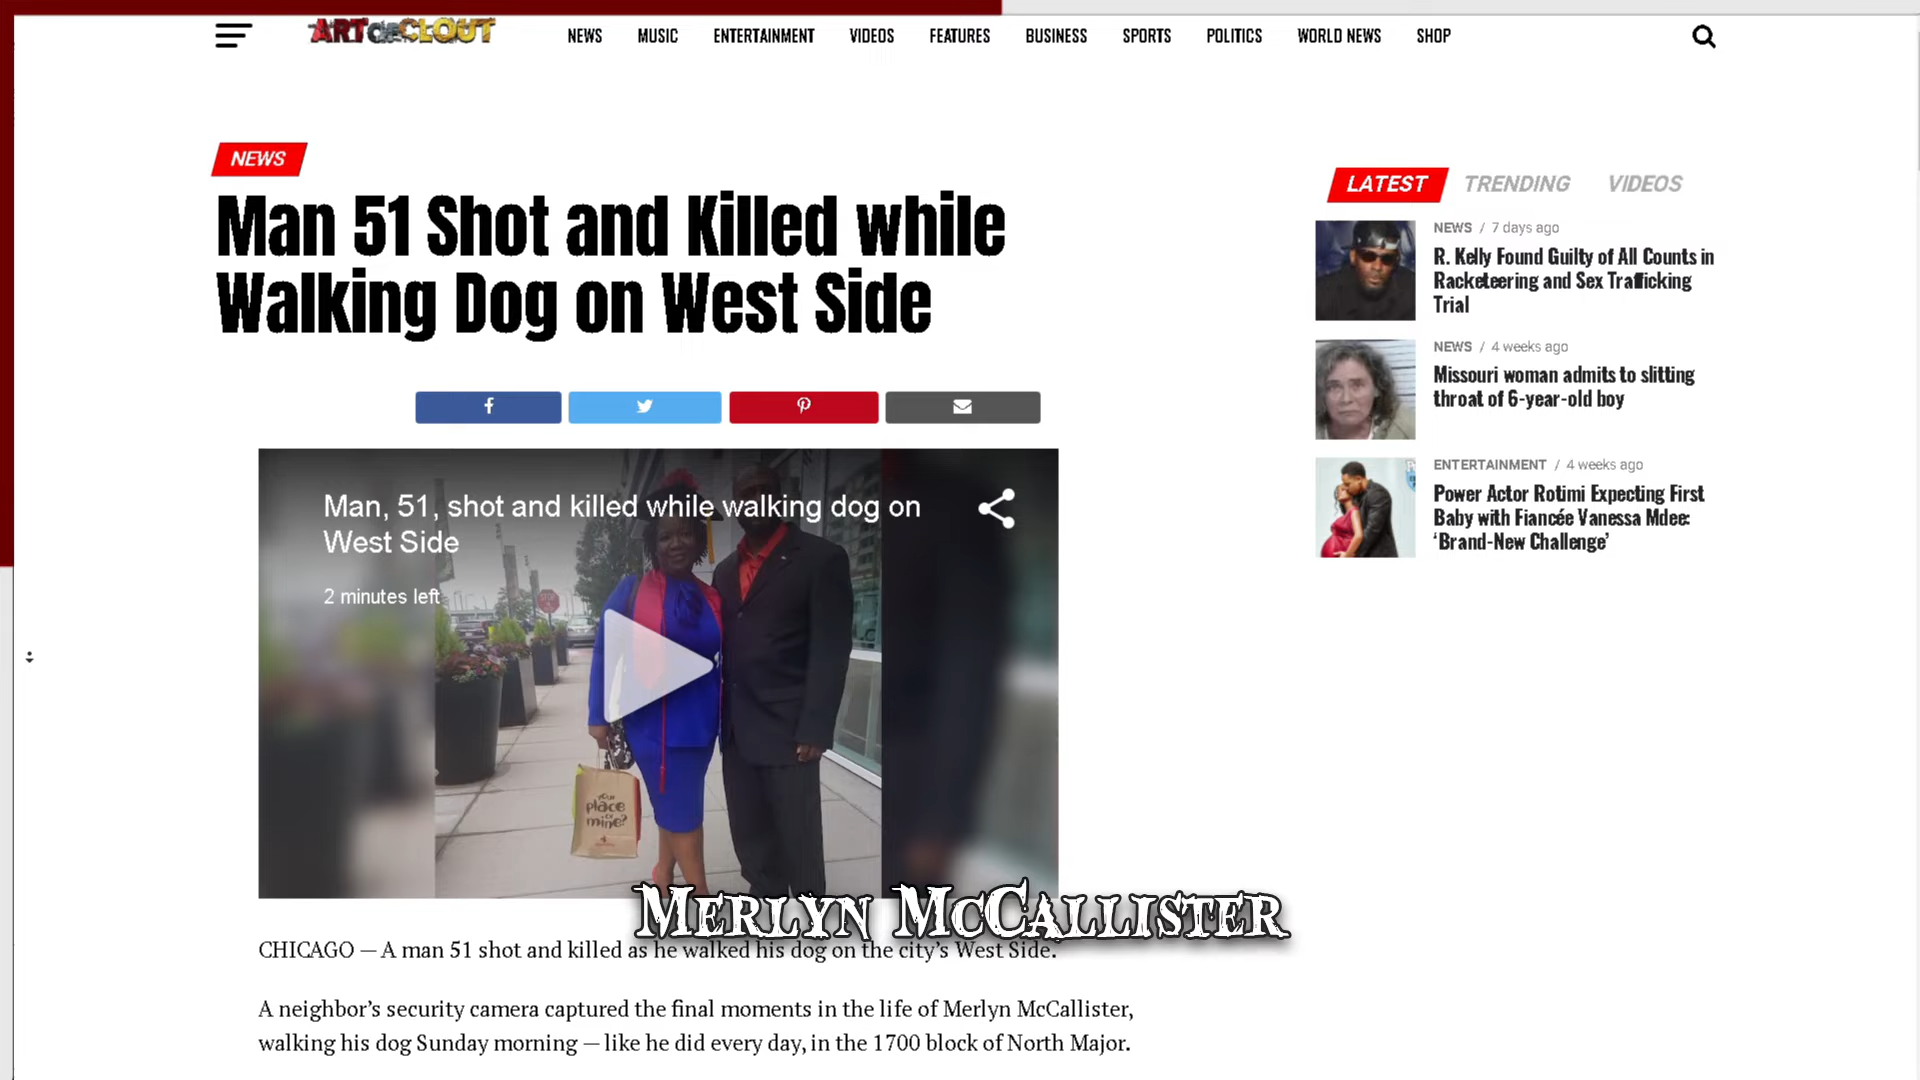 ART OF CLOUT
NEWS MUSIC ENTERTAINMENT VIDEOS FEATURES BUSINESS SPORTS POLITICS WORLD NEWS SHOP
NEWS
Man 51 Shot and Killed while
Walking Dog on West Side
Man, 51, shot and killed while walking dog on
West Side
2 minutes left
YOUR
place
OR
mine?
MERLYN MCCALLISTER
CHICAGO — A man 51 shot and killed as he walked his dog on the city’s West Side.
A neighbor’s security camera captured the final moments in the life of Merlyn McCallister,
walking his dog Sunday morning — like he did every day, in the 1700 block of North Major.
LATEST TRENDING VIDEOS
NEWS / 7 days ago
R. Kelly Found Guilty of All Counts in
Racketeering and Sex Trafficking
Trial
NEWS / 4 weeks ago
Missouri woman admits to slitting
throat of 6-year-old boy
ENTERTAINMENT / 4 weeks ago
Power Actor Rotimi Expecting First
Baby with Fiancée Vanessa Mdee:
‘Brand-New Challenge’